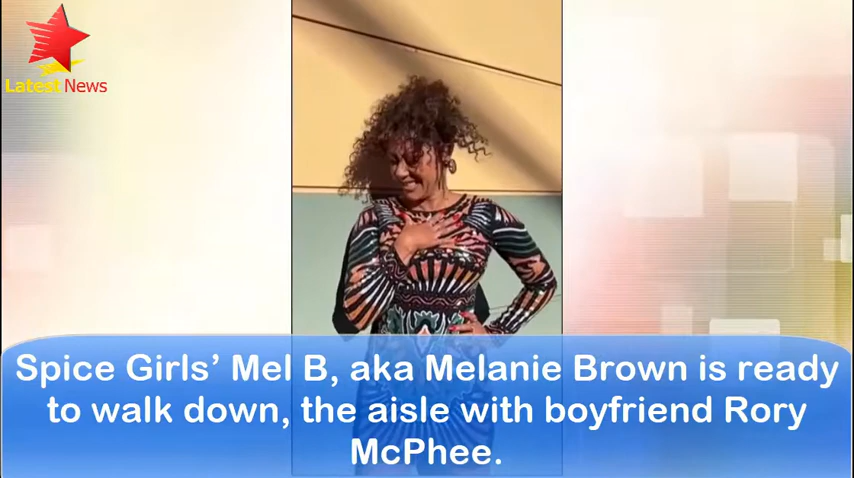 Latest News
Spice Girls’ Mel B, aka Melanie Brown is ready
to walk down, the aisle with boyfriend Rory
McPhee.